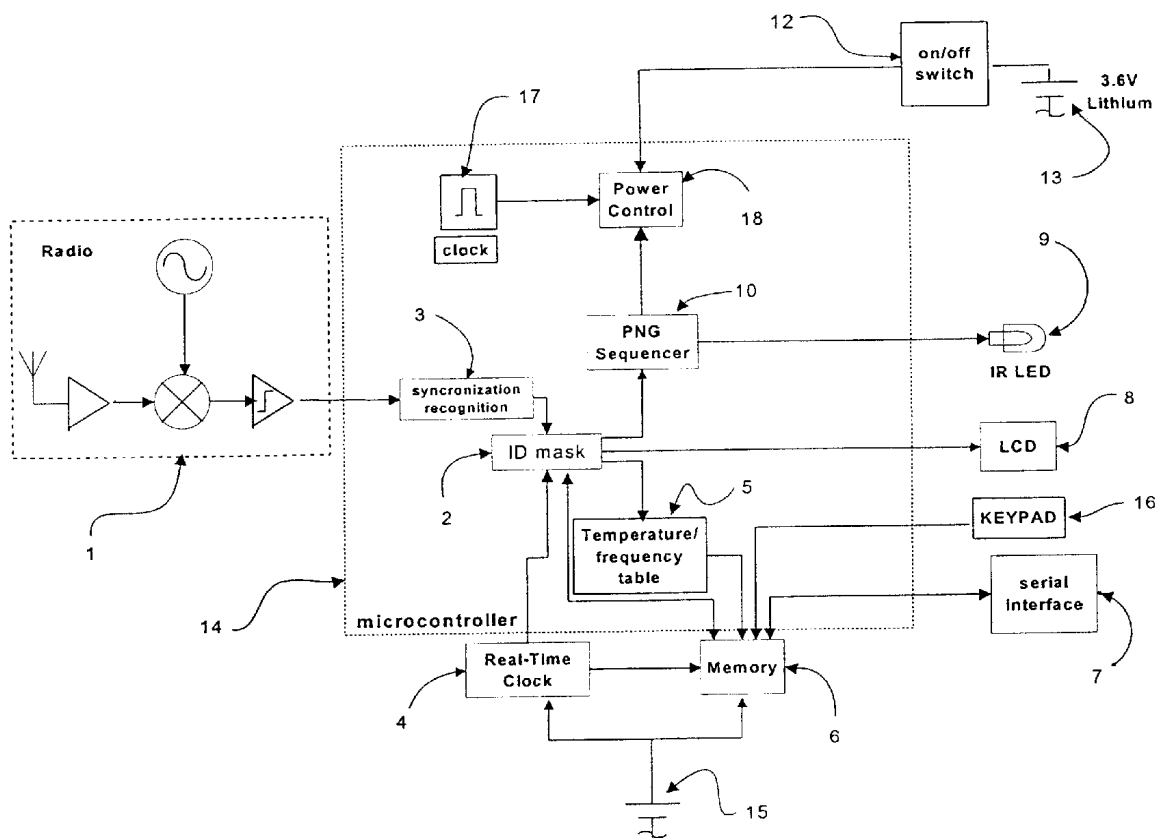 12
on/off
switch
3.6V
Lithium
13
17
Power
Control
18
clock
Radio
9
10
3
PNG
Sequencer
IR LED
syncronization
recognition
8
ID mask
LCD
2
5
KEYPAD
16
1
Temperature/
frequency
table
serial
interface
14
microcontroller
Real-Time
Clock
Memory
7
4
6
15